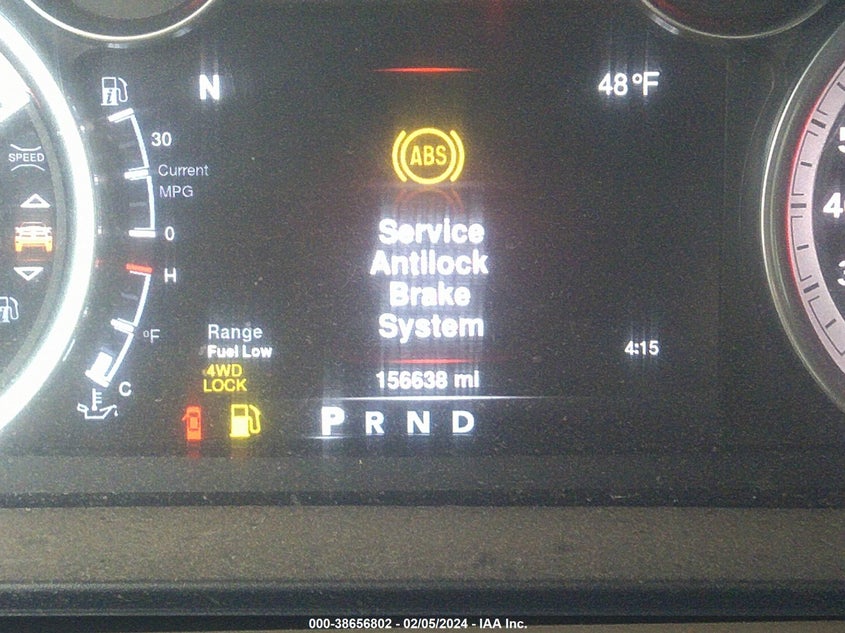 N
48°F
30
ABS
SPEED
Current
MPG
0
Service
Antilock
Brake
System
H
°F
Range
Fuel Low
4:15
4WD
LOCK
156638 mi
C
P R N D
000-38656802 - 02/05/2024 - IAA Inc.